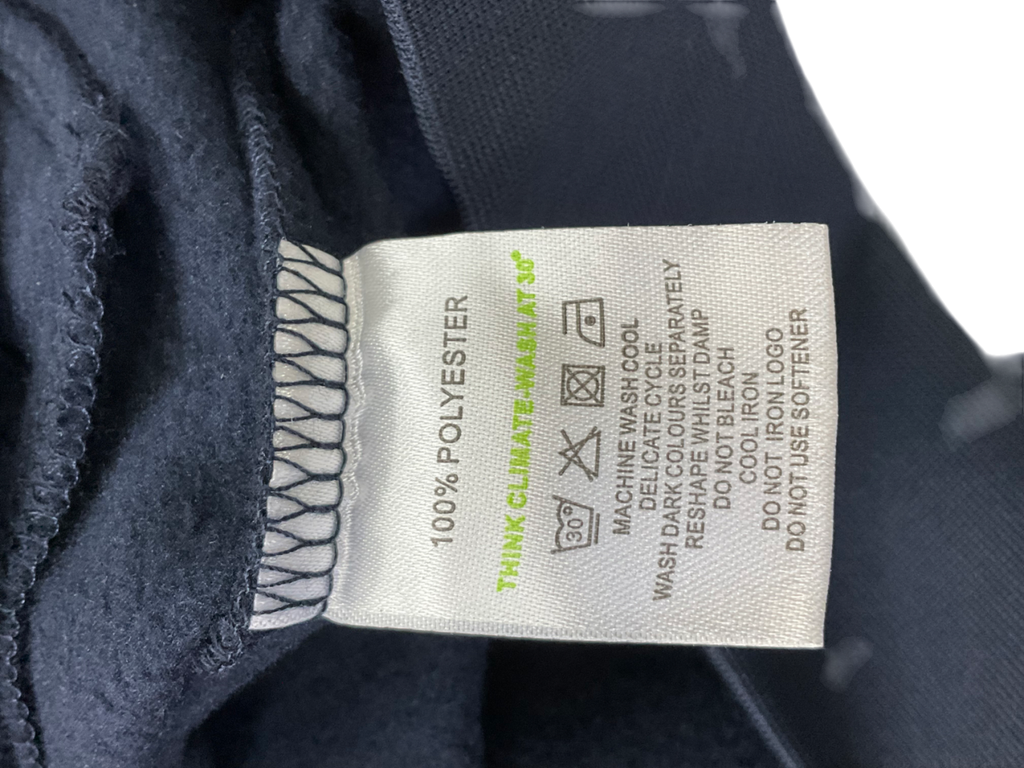 100% POLYESTER
THINK CLIMATE-WASH AT 30°
30°
MACHINE WASH COOL
DELICATE CYCLE
WASH DARK COLOURS SEPARATELY
RESHAPE WHILST DAMP
DO NOT BLEACH
COOL IRON
DO NOT IRON LOGO
DO NOT USE SOFTENER